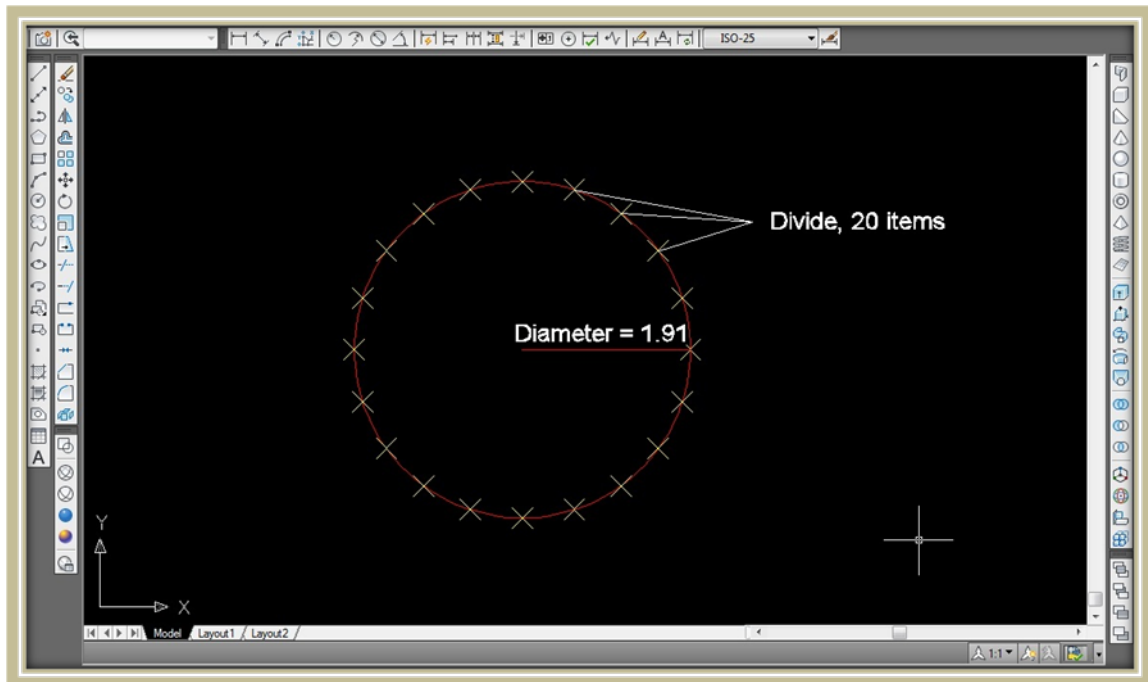 ISO-25
Divide, 20 items
Diameter = 1.91
A
Y
X
Model Layout1 Layout2
1:1